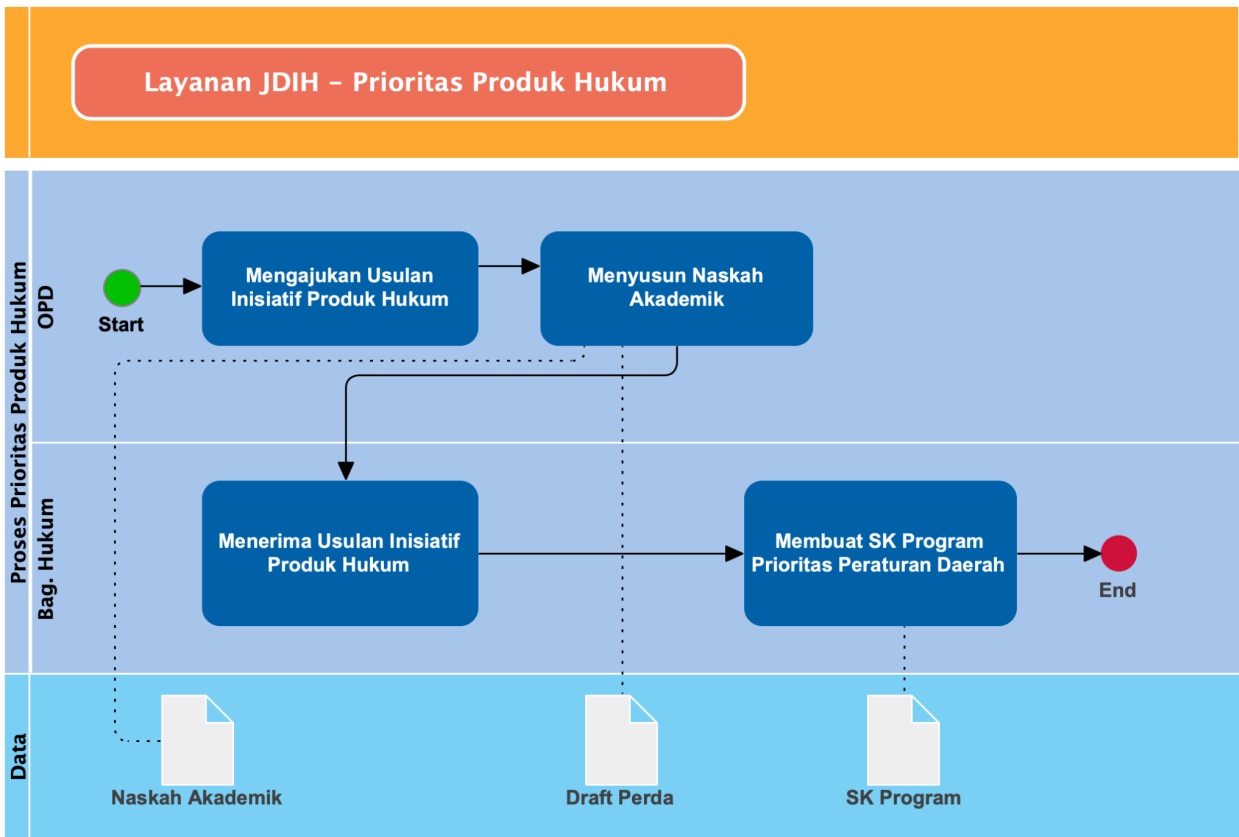 Layanan JDIH – Prioritas Produk Hukum
Proses Prioritas Produk Hukum
OPD
Start
Mengajukan Usulan
Inisiatif Produk Hukum
Menyusun Naskah
Akademik
Bag. Hukum
Menerima Usulan Inisiatif
Produk Hukum
Membuat SK Program
Prioritas Peraturan Daerah
End
Data
Naskah Akademik
Draft Perda
SK Program